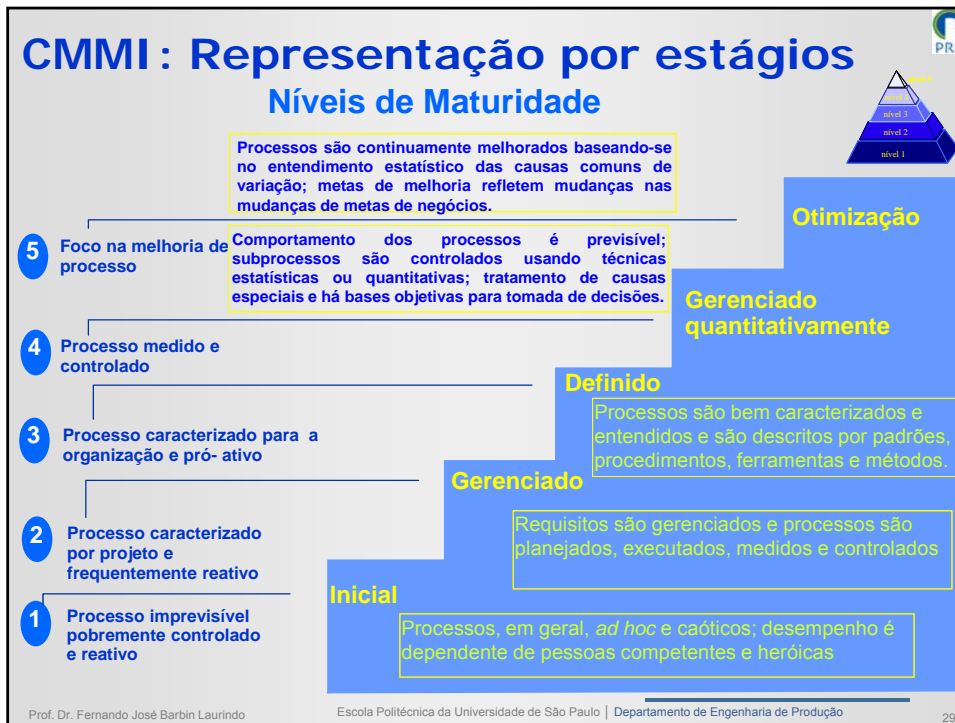 CMMI: Representação por estágios
Níveis de Maturidade
nível 3
nível 2
nível 1
Processos são continuamente melhorados baseando-se
no entendimento estatístico das causas comuns de
variação; metas de melhoria refletem mudanças nas
mudanças de metas de negócios.
Otimização
5
Foco na melhoria de
processo
Comportamento dos processos é previsível;
subprocessos são controlados usando técnicas
estatísticas ou quantitativas; tratamento de causas
especiais e há bases objetivas para tomada de decisões.
Gerenciado
quantitativamente
4
Processo medido e
controlado
Definido
Processos são bem caracterizados e
entendidos e são descritos por padrões,
procedimentos, ferramentas e métodos.
3
Processo caracterizado para a
organização e pró- ativo
Gerenciado
Requisitos são gerenciados e processos são
planejados, executados, medidos e controlados
2
Processo caracterizado
por projeto e
frequentemente reativo
Inicial
1
Processo imprevisível
pobremente controlado
e reativo
Processos, em geral, ad hoc e caóticos; desempenho é
dependente de pessoas competentes e heróicas
Prof. Dr. Fernando José Barbin Laurindo
Escola Politécnica da Universidade de São Paulo | Departamento de Engenharia de Produção
29